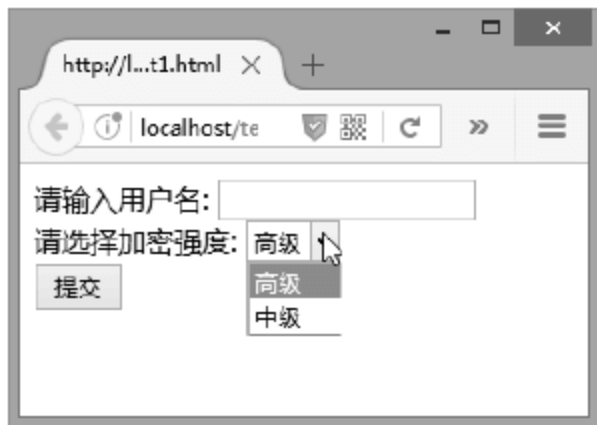 http://l...t1.html
localhost/te
请输入用户名:
请选择加密强度: 高级
高级
提交
中级